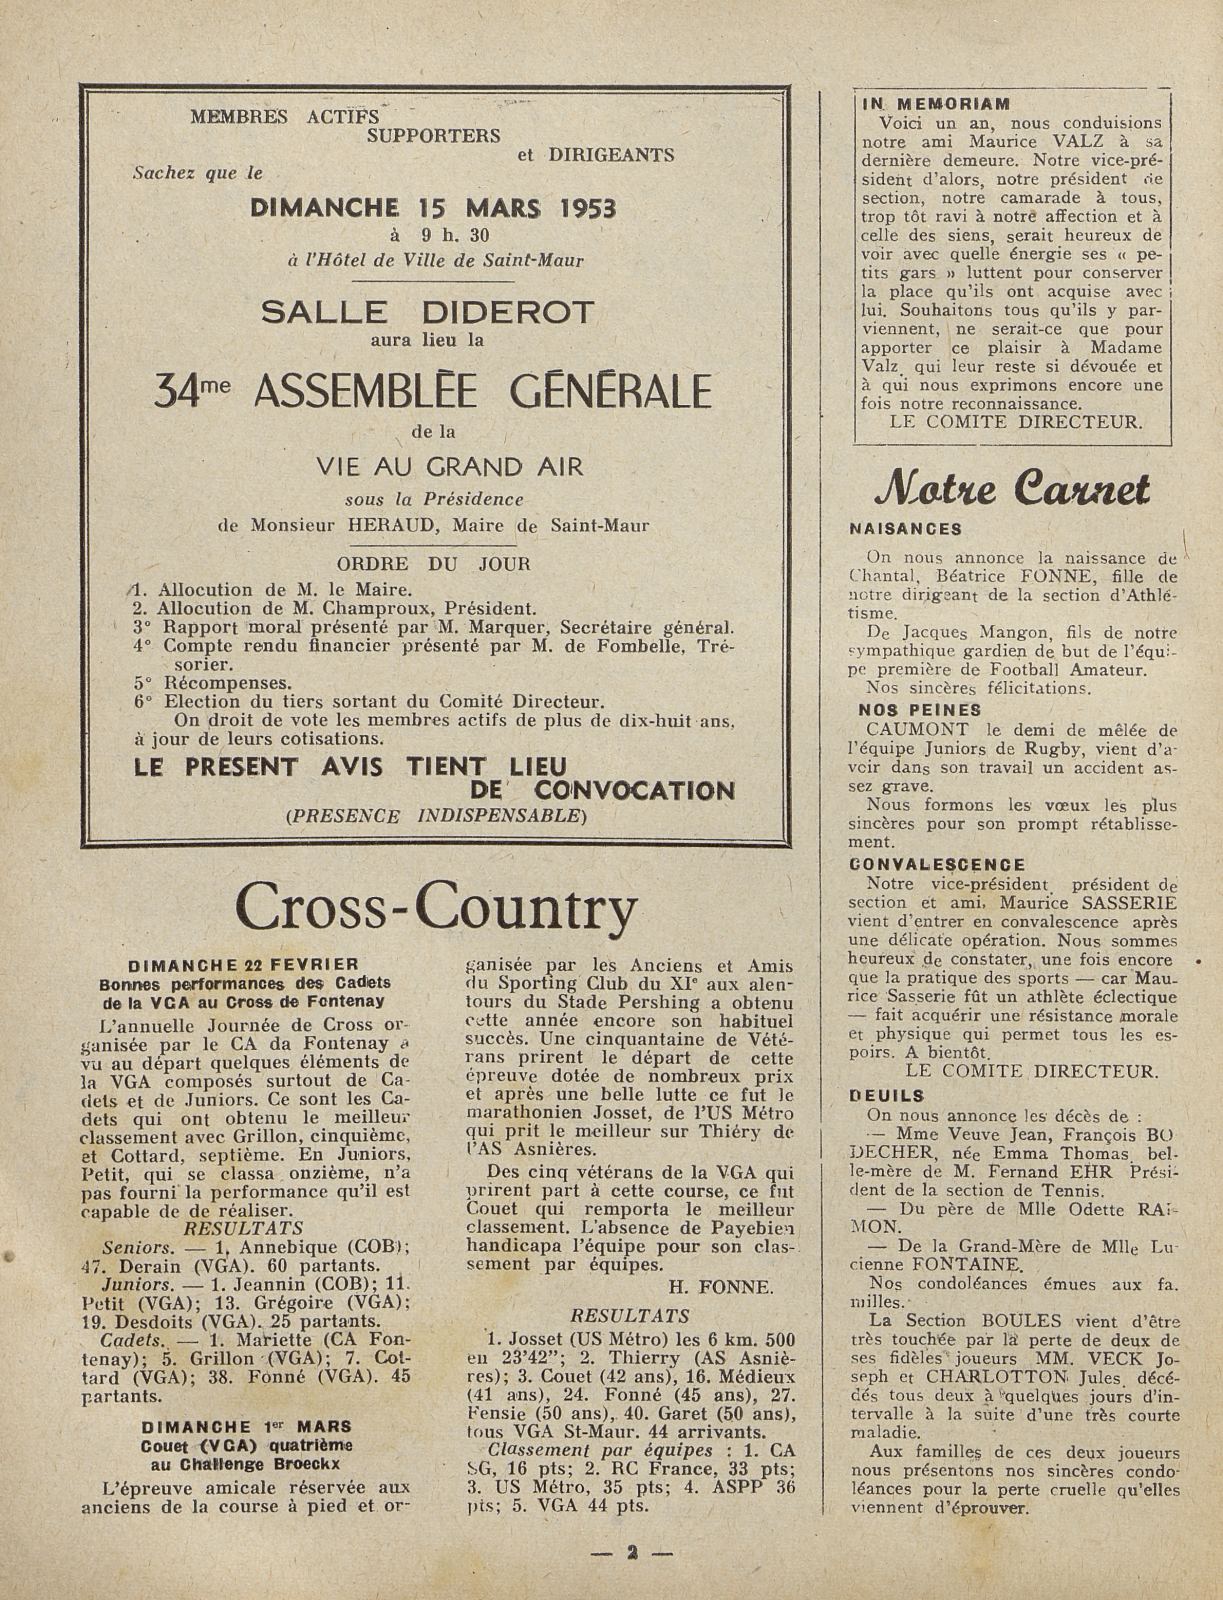 MEMBRES ACTIFS
SUPPORTERS
et DIRIGEANTS
Sachez que le
DIMANCHE 15 MARS 1953
à 9 h. 30
à l'Hôtel de Ville de Saint-Maur
SALLE DIDEROT
aura lieu la
34me ASSEMBLÉE GÉNÉRALE
de la
VIE AU GRAND AIR
sous la Présidence
de Monsieur HERAUD, Maire de Saint-Maur
ORDRE DU JOUR
1. Allocution de M. le Maire.
2. Allocution de M. Champroux, Président.
3° Rapport moral présenté par M. Marquer, Secrétaire général.
4° Compte rendu financier présenté par M. de Fombelle, Tré-
sorier.
5° Récompenses.
6° Election du tiers sortant du Comité Directeur.
On droit de vote les membres actifs de plus de dix-huit ans,
à jour de leurs cotisations.
LE PRESENT AVIS TIENT LIEU
DE CONVOCATION
(PRESENCE INDISPENSABLE)
Cross-Country
DIMANCHE 22 FEVRIER
Bonnes performances des Cadets
de la VGA au Cross de Fontenay
L'annuelle Journée de Cross or-
ganisée par le CA da Fontenay a
vu au départ quelques éléments de
la VGA composés surtout de Ca-
dets et de Juniors. Ce sont les Ca-
dets qui ont obtenu le meilleur
classement avec Grillon, cinquième,
et Cottard, septième. En Juniors,
Petit, qui se classa onzième, n'a
pas fourni la performance qu'il est
capable de de réaliser.
RESULTATS
Seniors. — 1, Annebique (COB);
47. Derain (VGA). 60 partants.
Juniors. — 1. Jeannin (COB); 11.
Petit (VGA); 13. Grégoire (VGA);
19. Desdoits (VGA). 25 partants.
Cadets. — 1. Mariette (CA Fon-
tenay); 5. Grillon (VGA); 7. Cot-
tard (VGA); 38. Fonné (VGA). 45
partants.
DIMANCHE 1er MARS
Couet (VGA) quatrième
au Challenge Broeckx
L'épreuve amicale réservée aux
anciens de la course à pied et or-
ganisée par les Anciens et Amis
du Sporting Club du XIe aux alen-
tours du Stade Pershing a obtenu
cette année encore son habituel
succès. Une cinquantaine de Vété-
rans prirent le départ de cette
épreuve dotée de nombreux prix
et après une belle lutte ce fut le
marathonien Josset, de l'US Métro
qui prit le meilleur sur Thiéry de
l'AS Asnières.
Des cinq vétérans de la VGA qui
prirent part à cette course, ce fut
Couet qui remporta le meilleur
classement. L'absence de Payebien
handicapa l'équipe pour son clas-
sement par équipes.
H. FONNE.
RESULTATS
1. Josset (US Métro) les 6 km. 500
en 23'42"; 2. Thierry (AS Asniè-
res); 3. Couet (42 ans), 16. Médieux
(41 ans), 24. Fonné (45 ans), 27.
Fensie (50 ans), 40. Garet (50 ans),
tous VGA St-Maur. 44 arrivants.
Classement par équipes : 1. CA
SG, 16 pts; 2. RC France, 33 pts;
3. US Métro, 35 pts; 4. ASPP 36
pts; 5. VGA 44 pts.
IN MEMORIAM
Voici un an, nous conduisions
notre ami Maurice VALZ à sa
dernière demeure. Notre vice-pré-
sident d'alors, notre président de
section, notre camarade à tous,
trop tôt ravi à notre affection et à
celle des siens, serait heureux de
voir avec quelle énergie ses « pe-
tits gars » luttent pour conserver
la place qu'ils ont acquise avec
lui. Souhaitons tous qu'ils y par-
viennent, ne serait-ce que pour
apporter ce plaisir à Madame
Valz, qui leur reste si dévouée et
à qui nous exprimons encore une
fois notre reconnaissance.
LE COMITE DIRECTEUR.
Notre Carnet
NAISANCES
On nous annonce la naissance de
Chantal, Béatrice FONNE, fille de
notre dirigeant de la section d'Athlé-
tisme.
De Jacques Mangon, fils de notre
sympathique gardien de but de l'équi-
pe première de Football Amateur.
Nos sincères félicitations.
NOS PEINES
CAUMONT le demi de mêlée de
l'équipe Juniors de Rugby, vient d'a-
voir dans son travail un accident as-
sez grave.
Nous formons les vœux les plus
sincères pour son prompt rétablisse-
ment.
CONVALESCENCE
Notre vice-président, président de
section et ami, Maurice SASSERIE
vient d'entrer en convalescence après
une délicate opération. Nous sommes
heureux de constater, une fois encore
que la pratique des sports — car Mau-
rice Sasserie fût un athlète éclectique
— fait acquérir une résistance morale
et physique qui permet tous les es-
poirs. A bientôt.
LE COMITE DIRECTEUR.
DEUILS
On nous annonce les décès de :
— Mme Veuve Jean, François BO
DECHER, née Emma Thomas, bel-
le-mère de M. Fernand EHR Prési-
dent de la section de Tennis.
— Du père de Mlle Odette RAI-
MON.
— De la Grand-Mère de Mlle Lu-
cienne FONTAINE.
Nos condoléances émues aux fa.
milles.
La Section BOULES vient d'être
très touchée par la perte de deux de
ses fidèles joueurs MM. VECK Jo-
seph et CHARLOTTON Jules, décé-
dés tous deux à quelques jours d'in-
tervalle à la suite d'une très courte
maladie.
Aux familles de ces deux joueurs
nous présentons nos sincères condo-
léances pour la perte cruelle qu'elles
viennent d'éprouver.
— 2 —